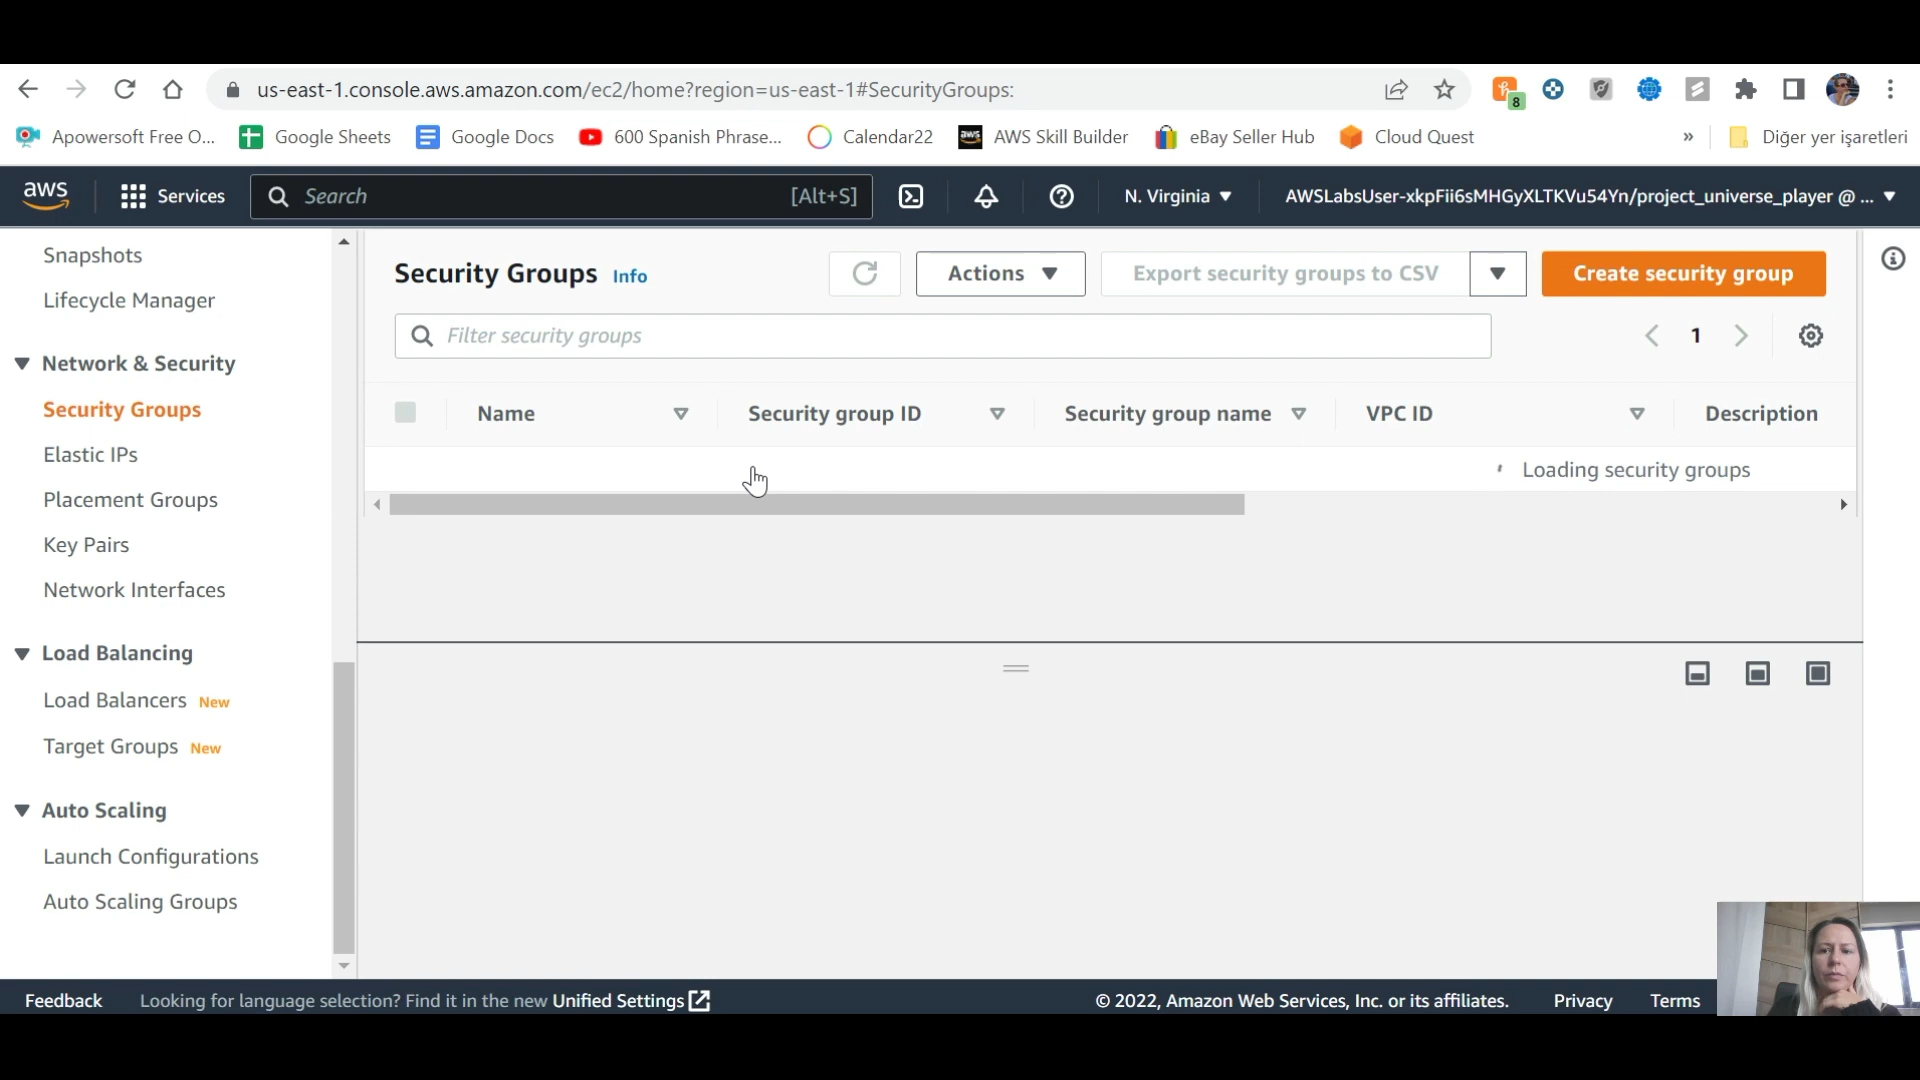 us-east-1.console.aws.amazon.com/ec2/home?region=us-east-1#SecurityGroups:
8
Apowersoft Free O... Google Sheets Google Docs 600 Spanish Phrase... Calendar22 aws AWS Skill Builder eBay Seller Hub Cloud Quest » Diğer yer işaretleri
aws Services Search [Alt+S] N. Virginia AWSLabsUser-xkpFii6sMHGyXLTKVu54Yn/project_universe_player @ ...
Snapshots
Lifecycle Manager
Network & Security
Security Groups
Elastic IPs
Placement Groups
Key Pairs
Network Interfaces
Load Balancing
Load Balancers New
Target Groups New
Auto Scaling
Launch Configurations
Auto Scaling Groups
Security Groups Info Actions Export security groups to CSV Create security group
Filter security groups 1
Name Security group ID Security group name VPC ID Description
Loading security groups
Feedback Looking for language selection? Find it in the new Unified Settings © 2022, Amazon Web Services, Inc. or its affiliates. Privacy Terms